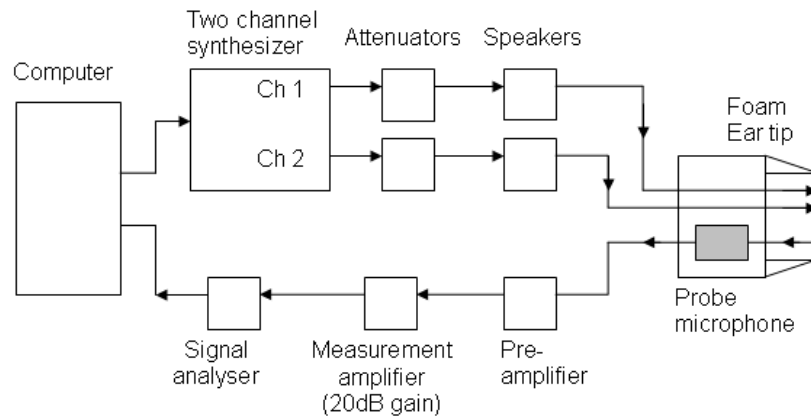 Two channel
synthesizer
Attenuators
Speakers
Computer
Ch 1
Ch 2
Foam
Ear tip
Probe
microphone
Signal
analyser
Measurement
amplifier
(20dB gain)
Pre-
amplifier